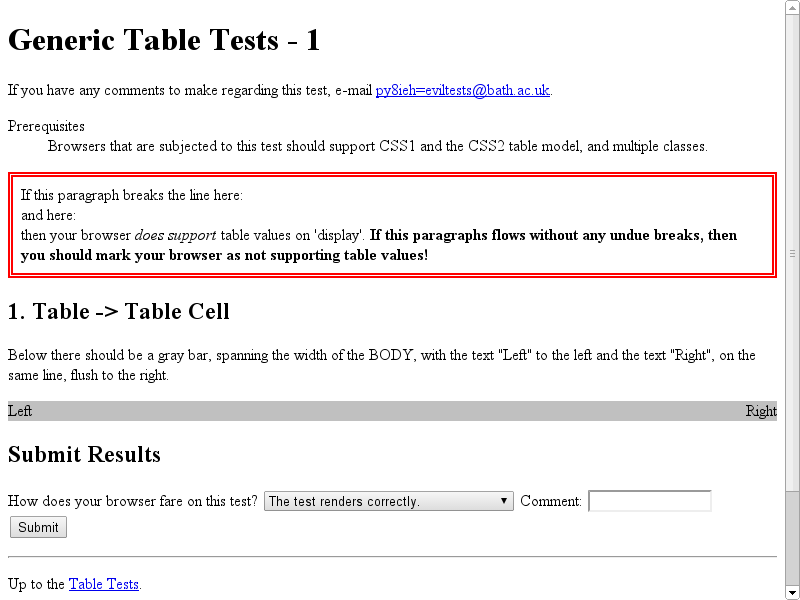 Generic Table Tests - 1
If you have any comments to make regarding this test, e-mail py8ieh=eviltests@bath.ac.uk.
Prerequisites
Browsers that are subjected to this test should support CSS1 and the CSS2 table model, and multiple classes.
If this paragraph breaks the line here:
and here:
then your browser does support table values on 'display'. If this paragraphs flows without any undue breaks, then
you should mark your browser as not supporting table values!
1. Table -> Table Cell
Below there should be a gray bar, spanning the width of the BODY, with the text "Left" to the left and the text "Right", on the
same line, flush to the right.
Left Right
Submit Results
How does your browser fare on this test? The test renders correctly. Comment:
Submit
Up to the Table Tests.